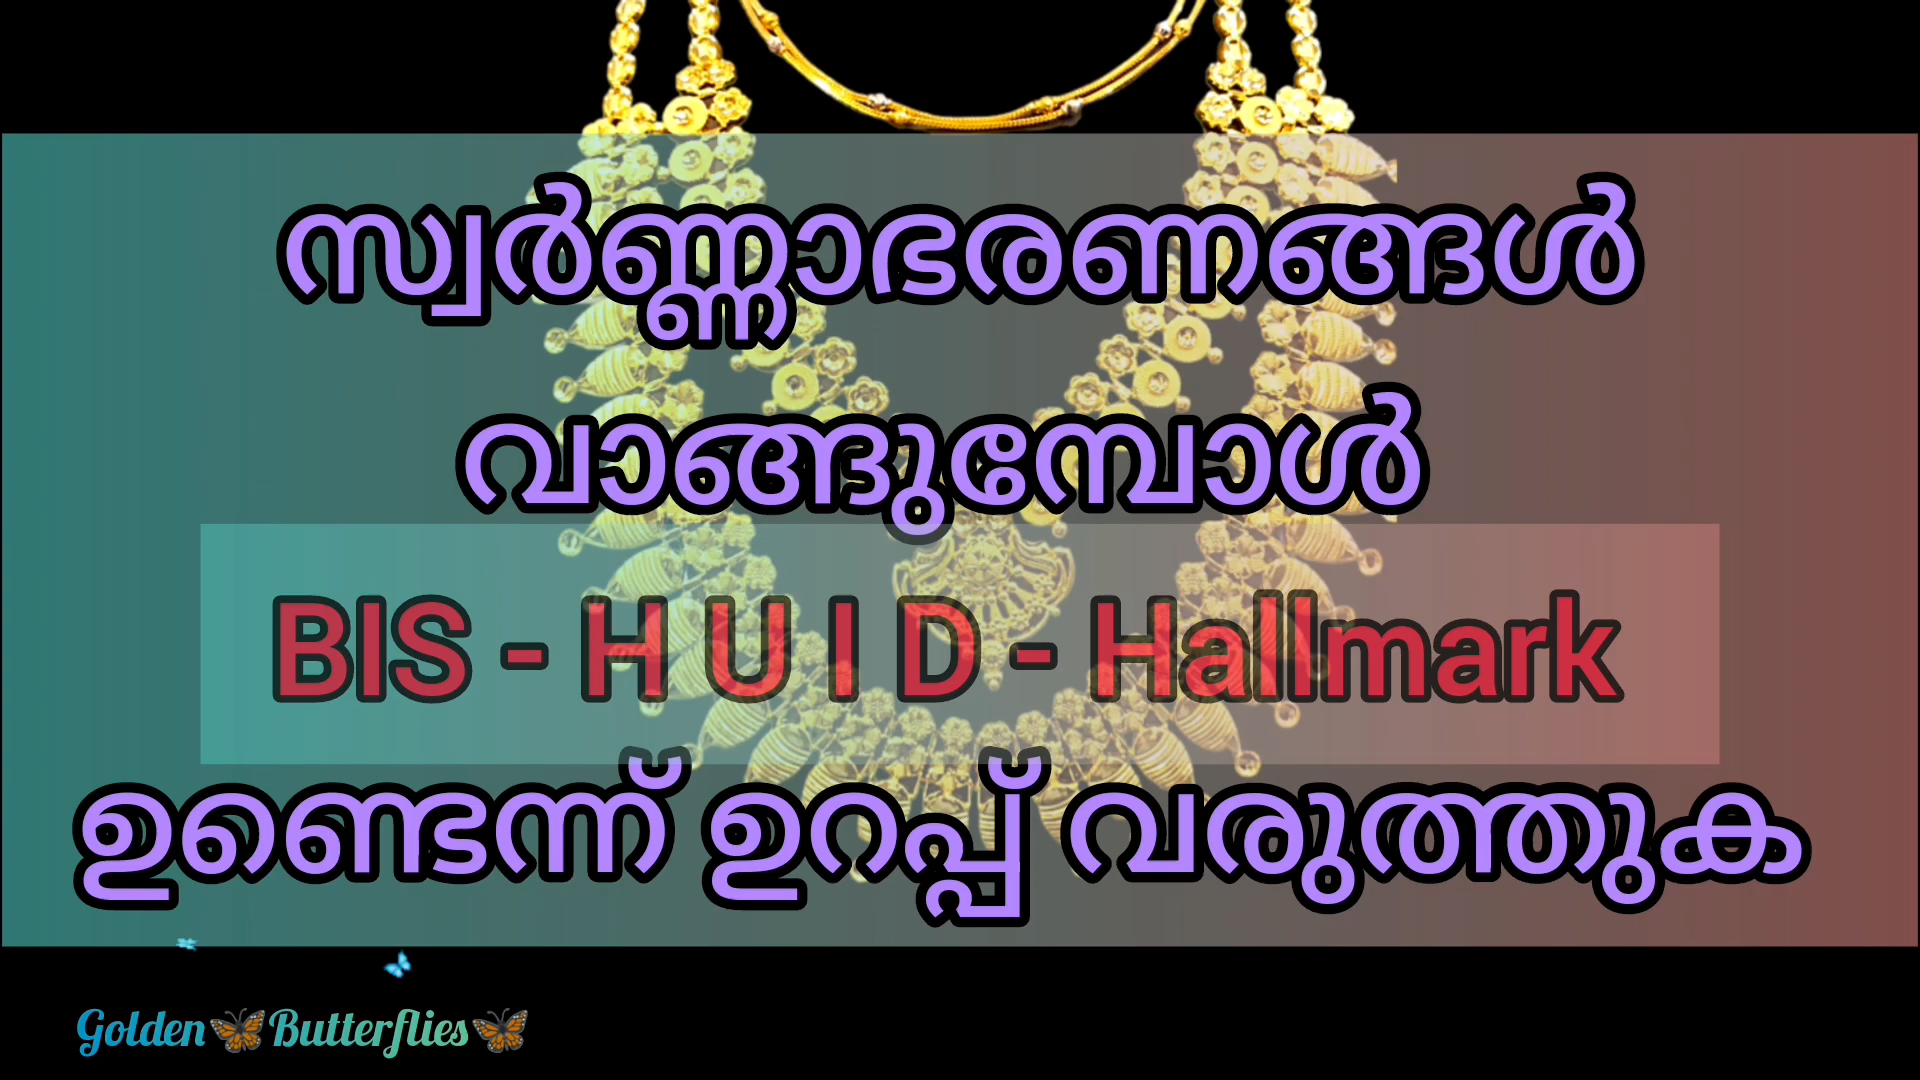 സ്വർണ്ണാഭരണങ്ങൾ
വാങ്ങുമ്പോൾ
BIS - H U I D - Hallmark
ഉണ്ടെന്ന് ഉറപ്പ് വരുത്തുക
Golden🦋Butterflies🦋